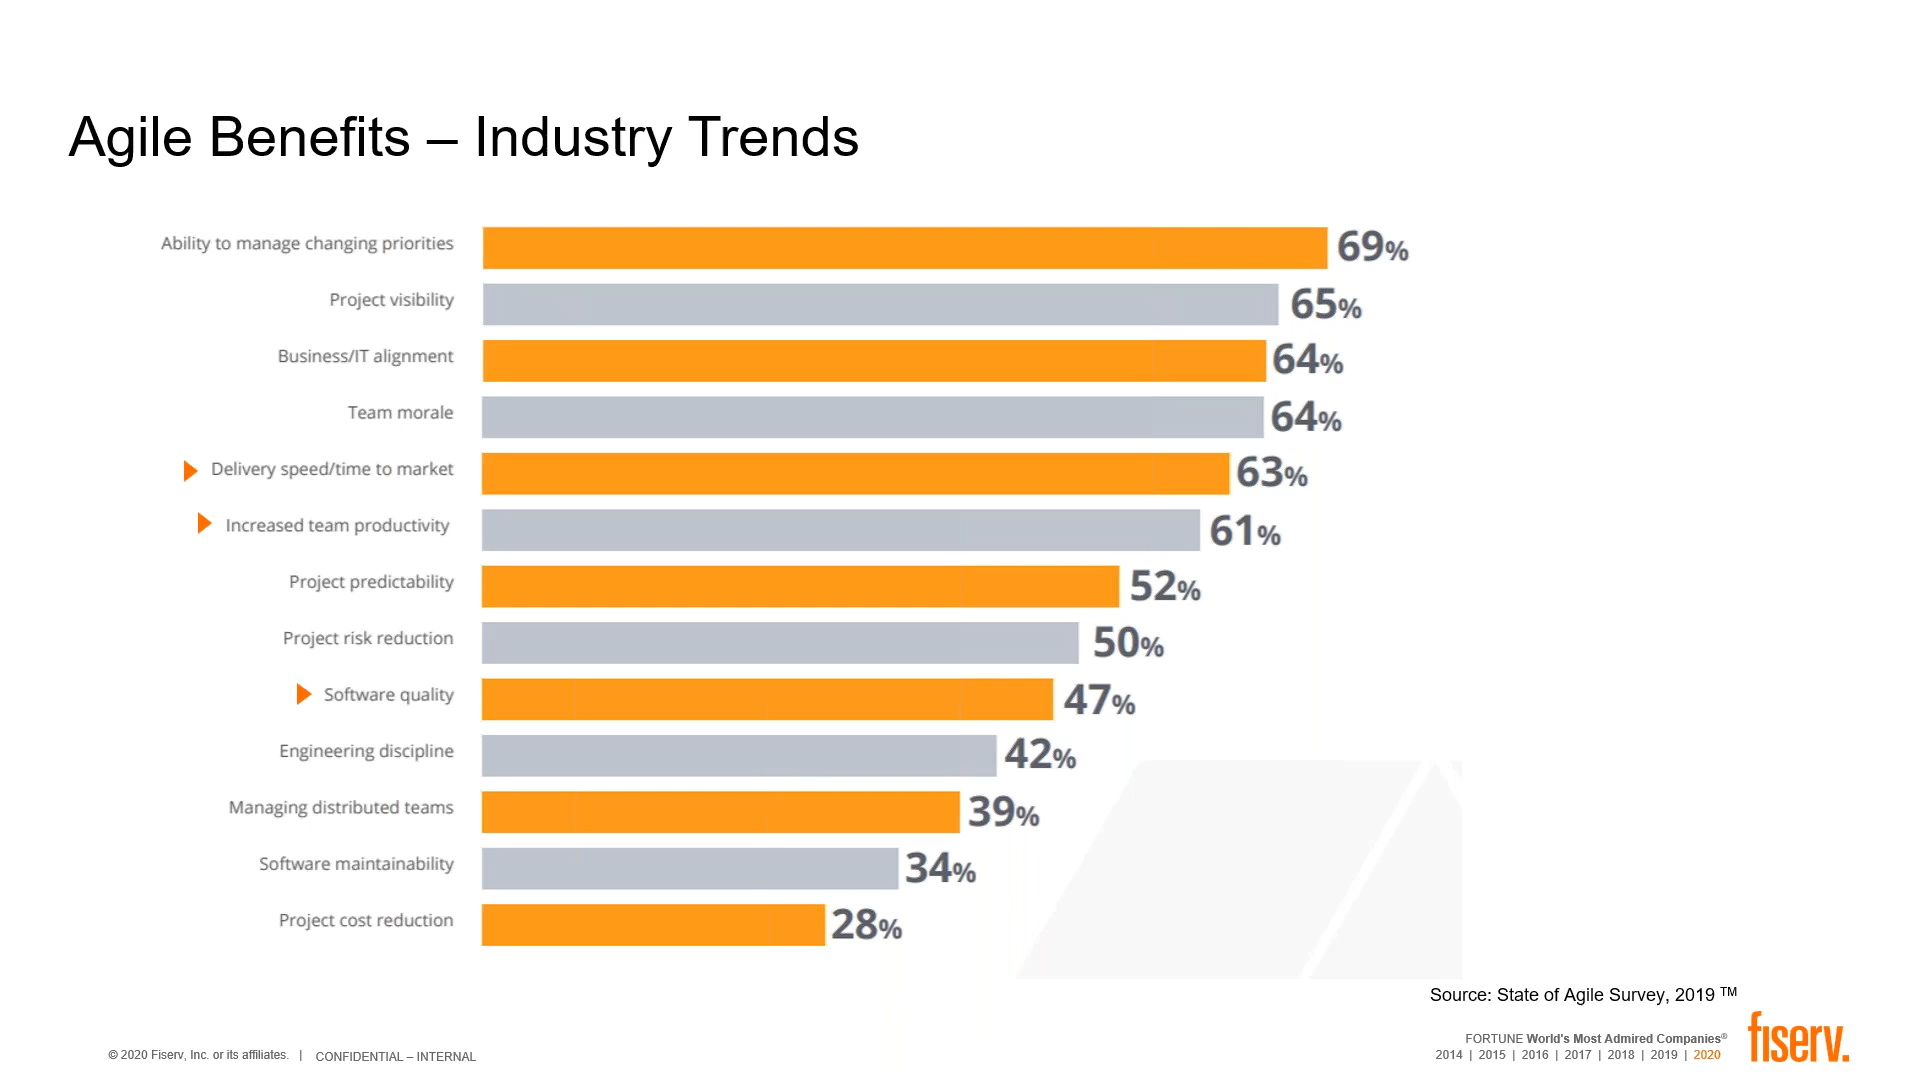 Agile Benefits – Industry Trends
Ability to manage changing priorities 69%
Project visibility 65%
Business/IT alignment 64%
Team morale 64%
Delivery speed/time to market 63%
Increased team productivity 61%
Project predictability 52%
Project risk reduction 50%
Software quality 47%
Engineering discipline 42%
Managing distributed teams 39%
Software maintainability 34%
Project cost reduction 28%
Source: State of Agile Survey, 2019 TM
© 2020 Fiserv, Inc. or its affiliates. | CONFIDENTIAL – INTERNAL
FORTUNE World's Most Admired Companies®
2014 | 2015 | 2016 | 2017 | 2018 | 2019 | 2020
fiserv.